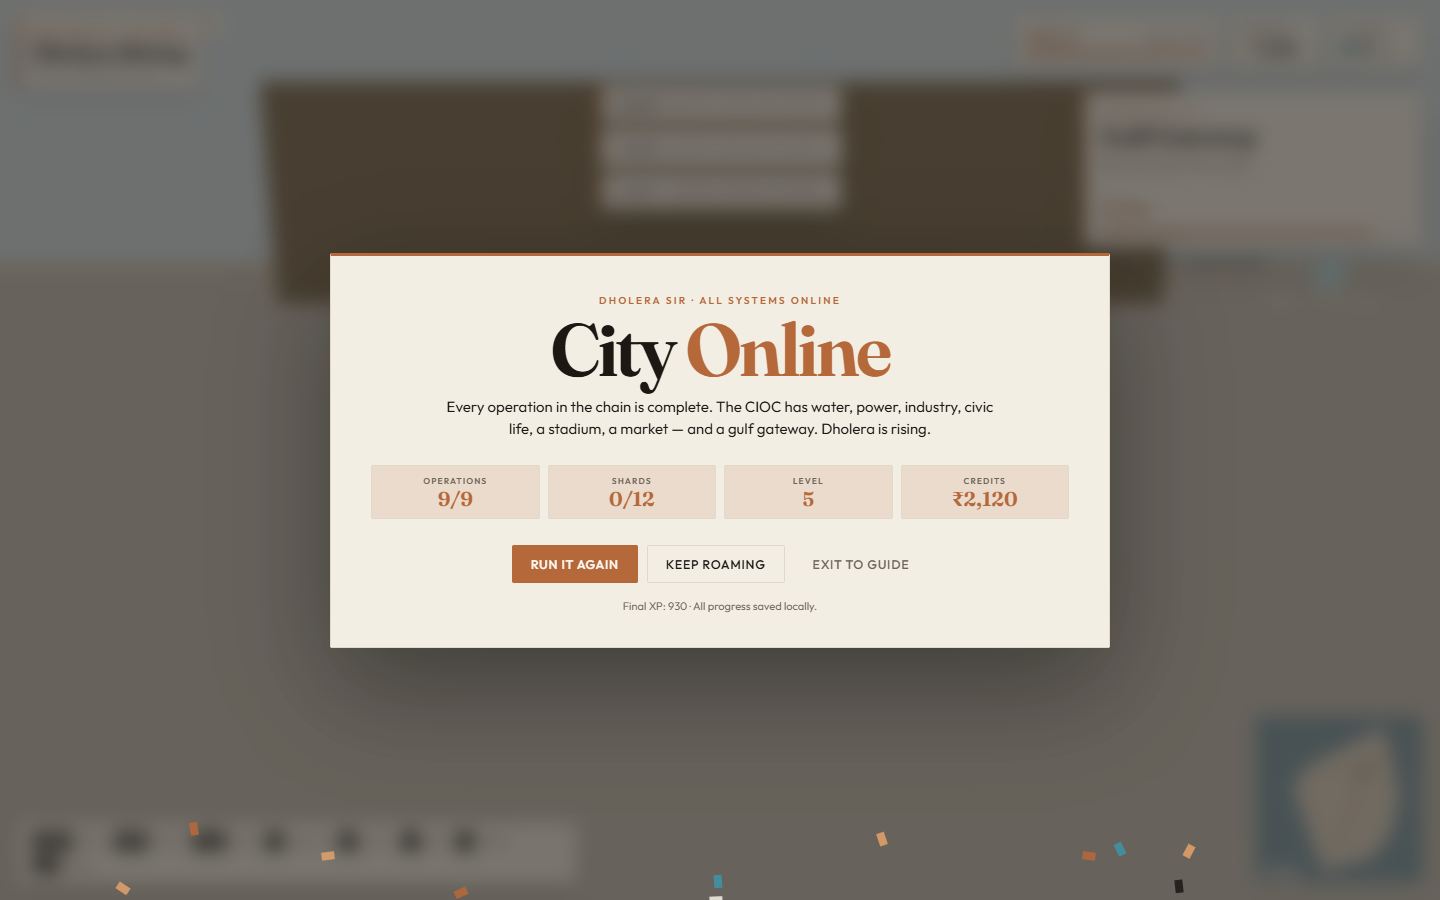 DHOLERA SIR · ALL SYSTEMS ONLINE
City Online
Every operation in the chain is complete. The CIOC has water, power, industry, civic
life, a stadium, a market — and a gulf gateway. Dholera is rising.
OPERATIONS
9/9
SHARDS
0/12
LEVEL
5
CREDITS
₹2,120
RUN IT AGAIN
KEEP ROAMING
EXIT TO GUIDE
Final XP: 930 · All progress saved locally.